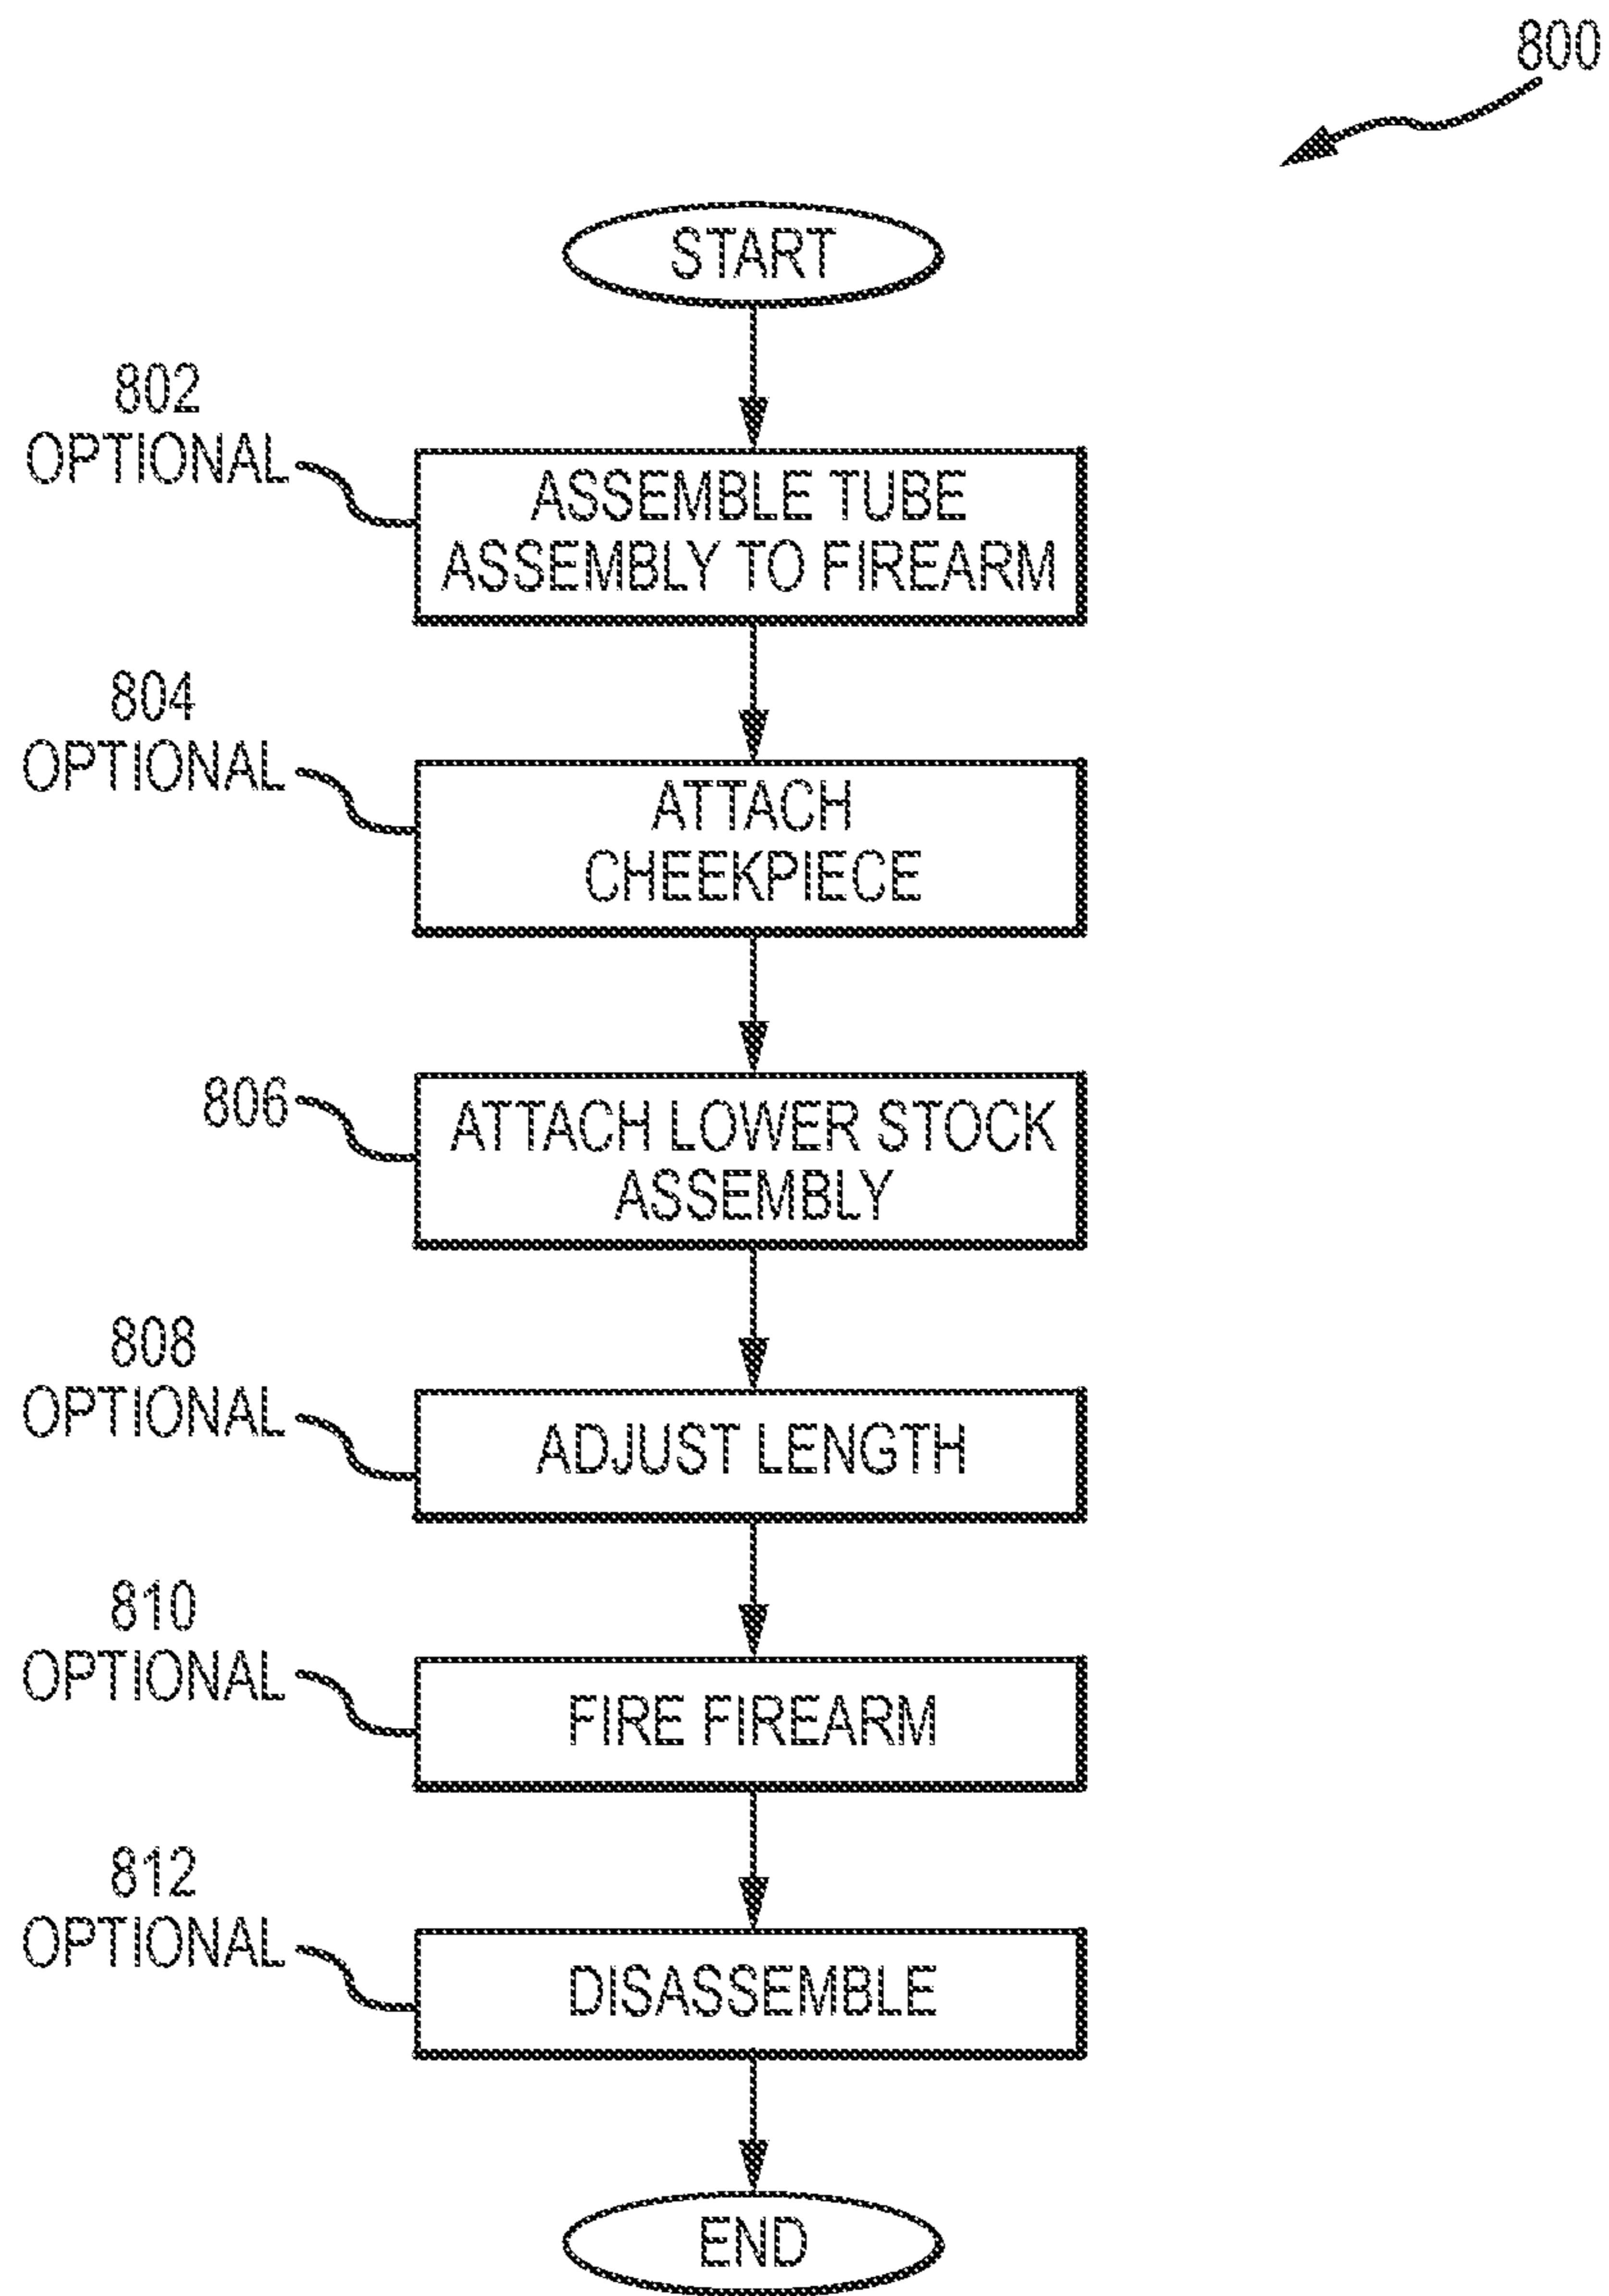 800
START
802
OPTIONAL
ASSEMBLE TUBE
ASSEMBLY TO FIREARM
804
OPTIONAL
ATTACH
CHEEKPIECE
806
ATTACH LOWER STOCK
ASSEMBLY
808
OPTIONAL
ADJUST LENGTH
810
OPTIONAL
FIRE FIREARM
812
OPTIONAL
DISASSEMBLE
END